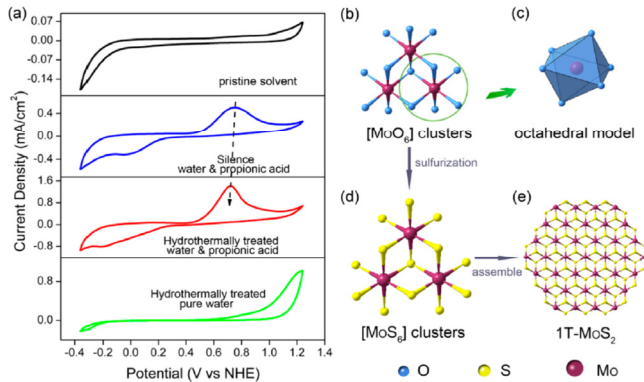 (a)
0.07
0.00
-0.07
-0.14
pristine solvent
0.4
0.0
-0.4
Silence
water & propionic acid
1.6
0.8
0.0
-0.8
Hydrothermally treated
water & propionic acid
Hydrothermally treated
pure water
1.0
0.5
0.0
-0.4 -0.2 0.0 0.2 0.4 0.6 0.8 1.0 1.2 1.4
Potential (V vs NHE)
Current Density (mA/cm²)
(b)
[MoO₆] clusters
(c)
octahedral model
sulfurization
(d)
[MoS₆] clusters
assemble
(e)
1T-MoS₂
O S Mo